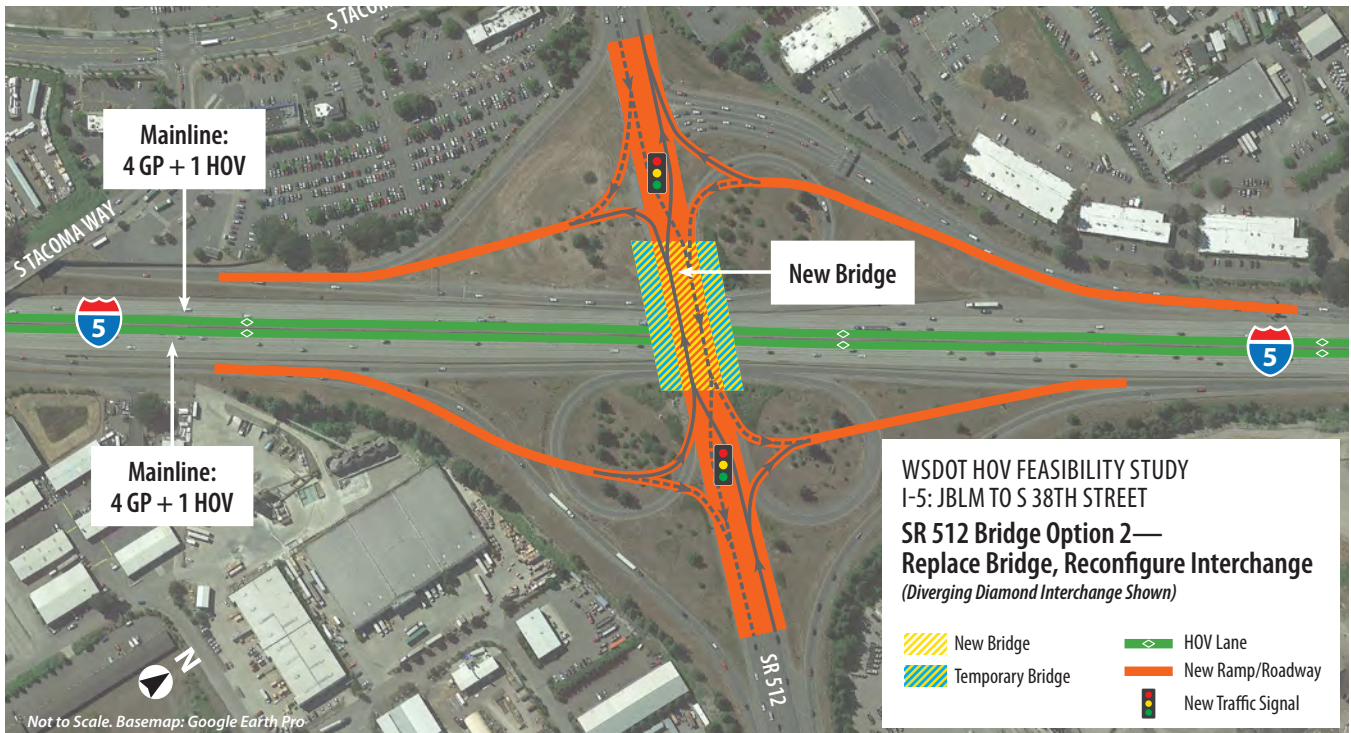 S TACOMA WAY
Mainline:
4 GP + 1 HOV
S TACOMA WAY
New Bridge
5
5
Mainline:
4 GP + 1 HOV
WSDOT HOV FEASIBILITY STUDY
I-5: JBLM TO S 38TH STREET
SR 512 Bridge Option 2—
Replace Bridge, Reconfigure Interchange
(Diverging Diamond Interchange Shown)
New Bridge
HOV Lane
Temporary Bridge
New Ramp/Roadway
New Traffic Signal
SR 512
N
Not to Scale. Basemap: Google Earth Pro